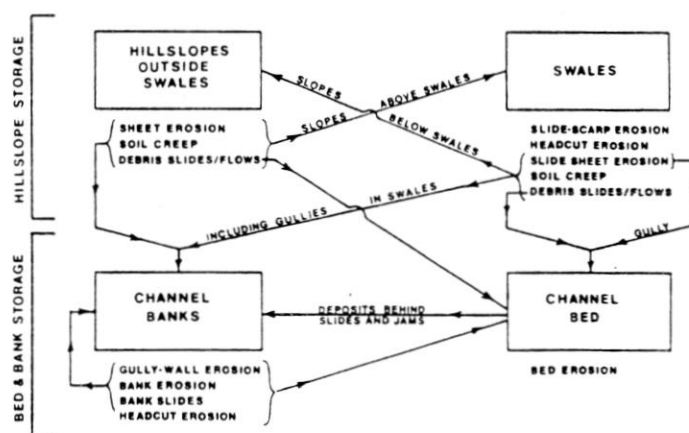 HILLSLOPE STORAGE
HILLSLOPES
OUTSIDE
SWALES
SWALES
SLOPES
ABOVE SWALES
SLOPES
BELOW SWALES
SHEET EROSION
SOIL CREEP
DEBRIS SLIDES/FLOWS
SLIDE-SCARP EROSION
HEADCUT EROSION
SLIDE SHEET EROSION
SOIL CREEP
DEBRIS SLIDES/FLOWS
IN SWALES
INCLUDING GULLIES
GULLY
BED & BANK STORAGE
CHANNEL
BANKS
DEPOSITS BEHIND
SLIDES AND JAMS
CHANNEL
BED
BED EROSION
GULLY-WALL EROSION
BANK EROSION
BANK SLIDES
HEADCUT EROSION